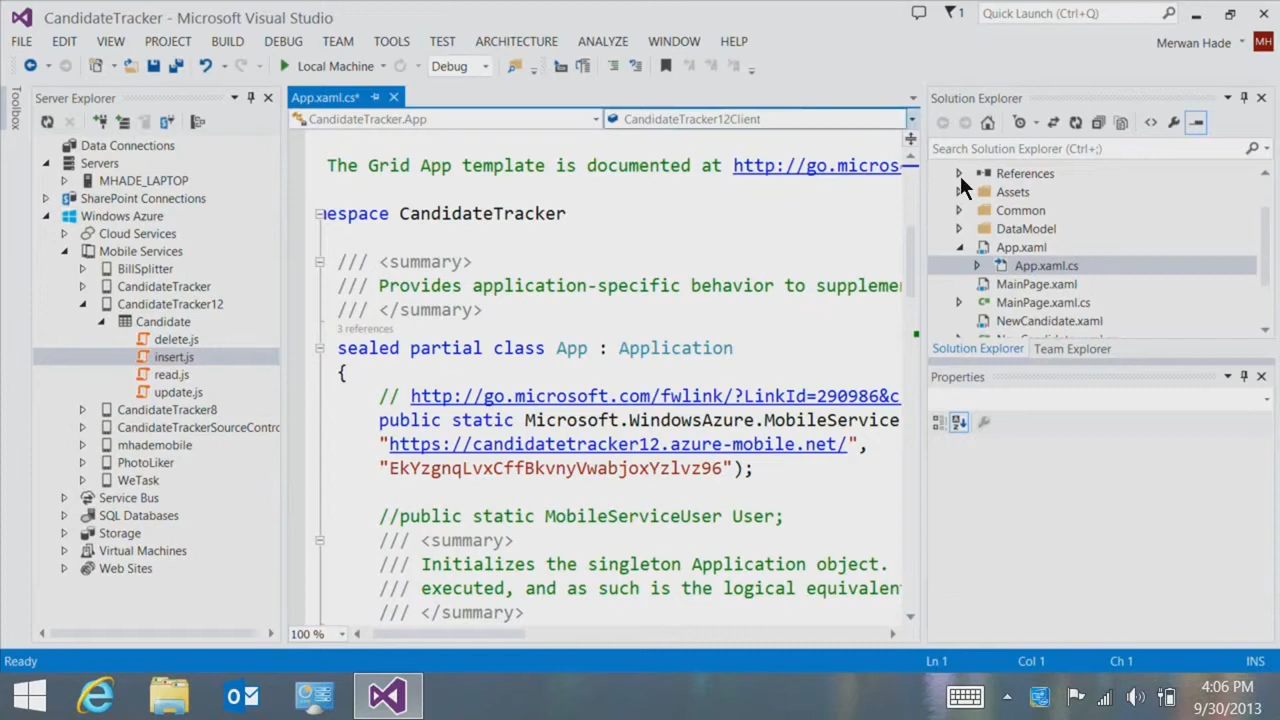 CandidateTracker - Microsoft Visual Studio
1
Quick Launch (Ctrl+Q)
FILE EDIT VIEW PROJECT BUILD DEBUG TEAM TOOLS TEST ARCHITECTURE ANALYZE WINDOW HELP
Merwan Hade
MH
Local Machine
Debug
Toolbox
Server Explorer
Data Connections
Servers
MHADE_LAPTOP
SharePoint Connections
Windows Azure
Cloud Services
Mobile Services
BillSplitter
CandidateTracker
CandidateTracker12
Candidate
delete.js
insert.js
read.js
update.js
CandidateTracker8
CandidateTrackerSourceContro
mhademobile
PhotoLiker
WeTask
Service Bus
SQL Databases
Storage
Virtual Machines
Web Sites
App.xaml.cs*
CandidateTracker.App
CandidateTracker12Client
The Grid App template is documented at http://go.micros
espace CandidateTracker
/// <summary>
/// Provides application-specific behavior to suppleme
/// </summary>
3 references
sealed partial class App : Application
{
// http://go.microsoft.com/fwlink/?LinkId=290986&c
public static Microsoft.WindowsAzure.MobileService
"https://candidatetracker12.azure-mobile.net/",
"EkYzgnqLvxCffBkvnyVwabjoxYzlvz96");
//public static MobileServiceUser User;
/// <summary>
/// Initializes the singleton Application object.
/// executed, and as such is the logical equivalen
/// </summary>
100 %
Solution Explorer
Search Solution Explorer (Ctrl+;)
References
Assets
Common
DataModel
App.xaml
App.xaml.cs
MainPage.xaml
MainPage.xaml.cs
NewCandidate.xaml
Solution Explorer Team Explorer
Properties
Ready
Ln 1 Col 1 Ch 1 INS
4:06 PM
9/30/2013